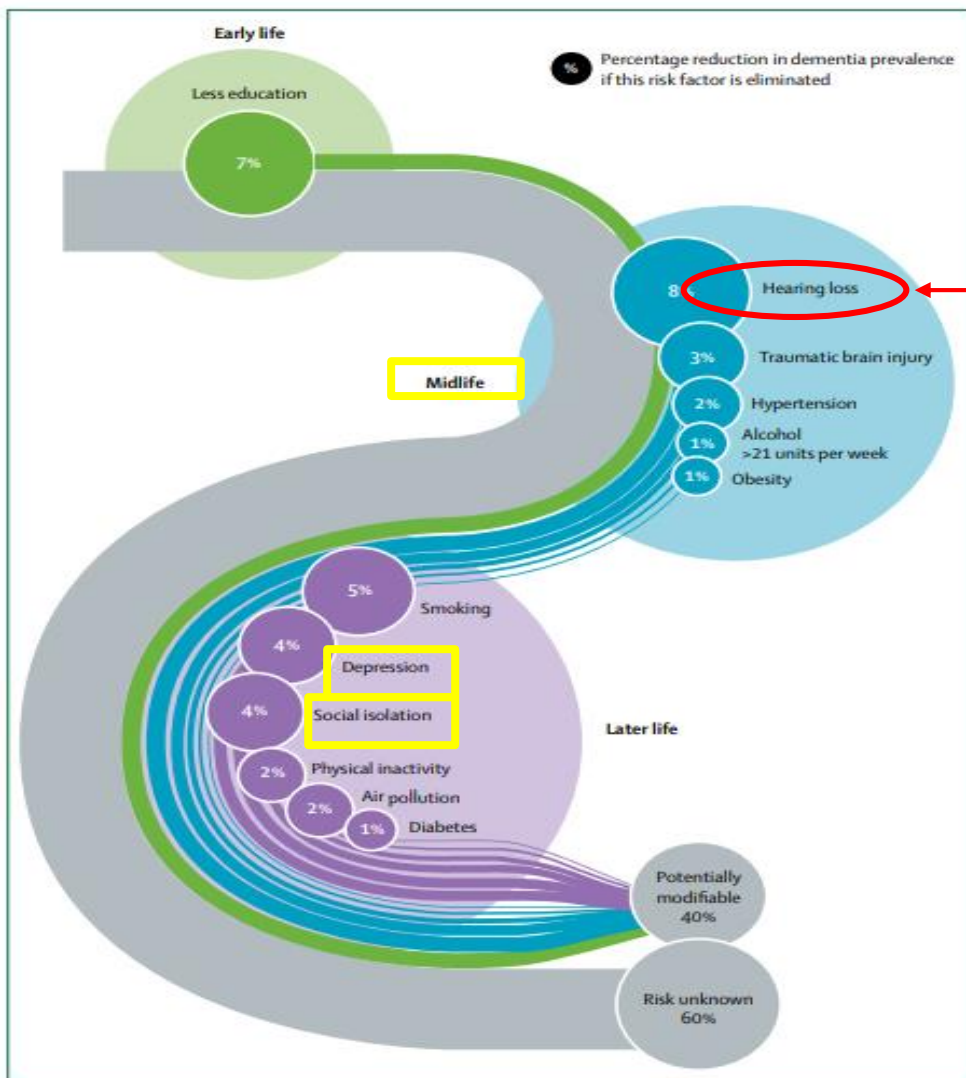 Early life
% Percentage reduction in dementia prevalence
if this risk factor is eliminated
Less education
7%
8%
Hearing loss
3%
Traumatic brain injury
Midlife
2%
Hypertension
1%
Alcohol
>21 units per week
1%
Obesity
5%
Smoking
4%
Depression
4%
Social isolation
Later life
2%
Physical inactivity
2%
Air pollution
1%
Diabetes
Potentially
modifiable
40%
Risk unknown
60%